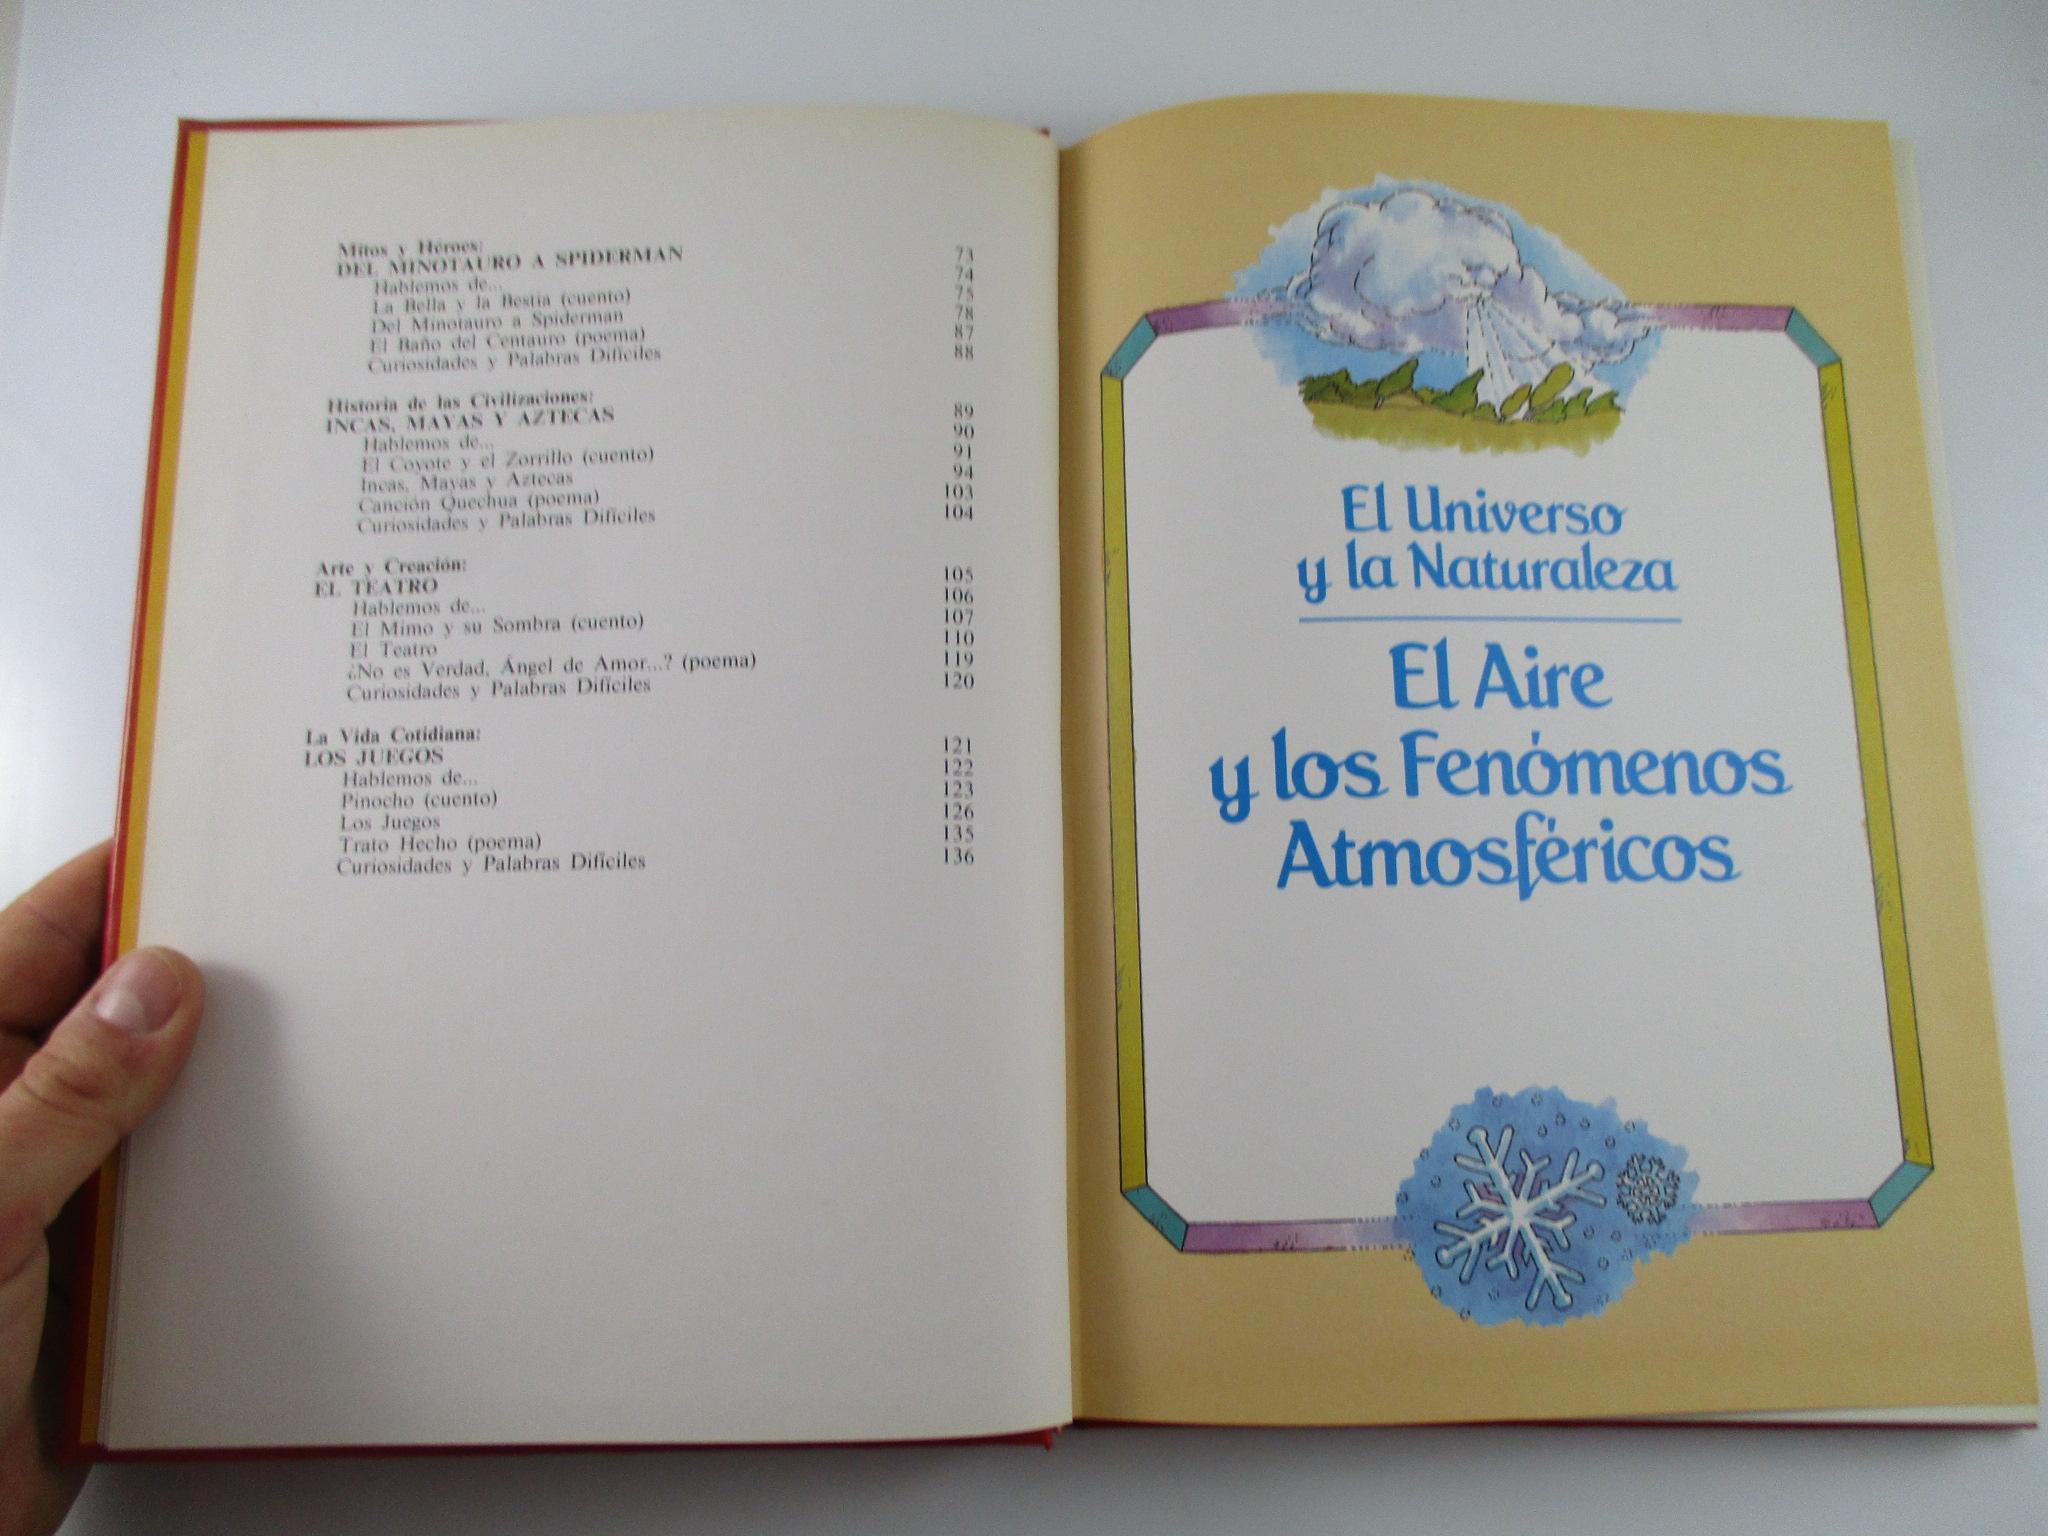 Mitos y Héroes:
DEL MINOTAURO A SPIDERMAN 73
Hablemos de... 74
La Bella y la Bestia (cuento) 75
Del Minotauro a Spiderman 78
El Baño del Centauro (poema) 87
Curiosidades y Palabras Difíciles 88
Historia de las Civilizaciones:
INCAS, MAYAS Y AZTECAS 89
Hablemos de... 90
El Coyote y el Zorrillo (cuento) 91
Incas, Mayas y Aztecas 94
Canción Quechua (poema) 103
Curiosidades y Palabras Difíciles 104
Arte y Creación:
EL TEATRO 105
Hablemos de... 106
El Mimo y su Sombra (cuento) 107
El Teatro 110
¿No es Verdad, Ángel de Amor...? (poema) 119
Curiosidades y Palabras Difíciles 120
La Vida Cotidiana:
LOS JUEGOS 121
Hablemos de... 122
Pinocho (cuento) 123
Los Juegos 126
Trato Hecho (poema) 135
Curiosidades y Palabras Difíciles 136
El Universo
y la Naturaleza
El Aire
y los Fenómenos
Atmosféricos